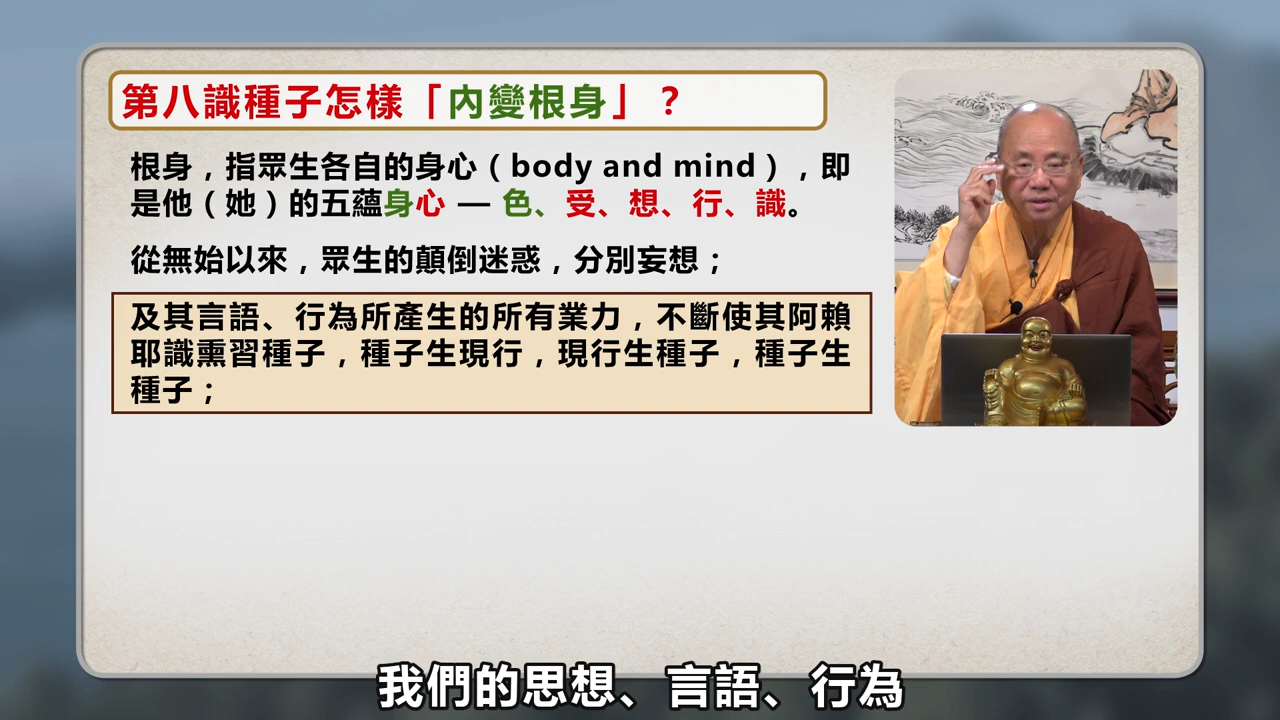 第八識種子怎樣「內變根身」？
根身，指眾生各自的身心（body and mind），即
是他（她）的五蘊身心 — 色、受、想、行、識。
從無始以來，眾生的顛倒迷惑，分別妄想；
及其言語、行為所產生的所有業力，不斷使其阿賴
耶識熏習種子，種子生現行，現行生種子，種子生
種子；
我們的思想、言語、行為